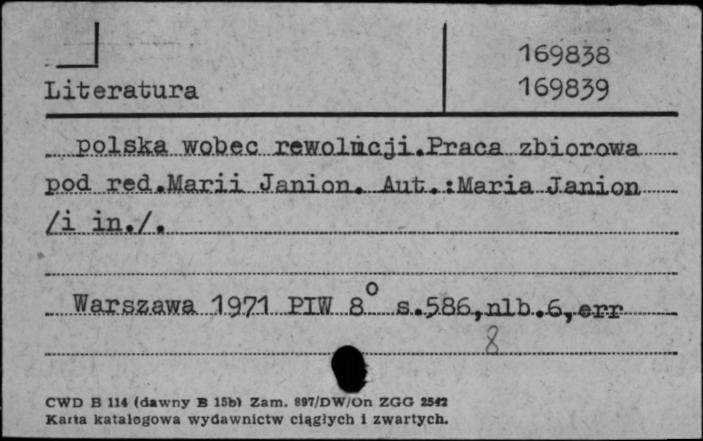 169838
Literatura 169839
polska wobec rewolucji.Praca zbiorowa
pod red.Marii Janion. Aut.:Maria Janion
/i in./.
Warszawa 1971 PIW 8° s.586,nlb.6,err
8
CWD B 114 (dawny B 15b) Zam. 897/DW/On ZGG 2542
Karta katalogowa wydawnictw ciągłych i zwartych.